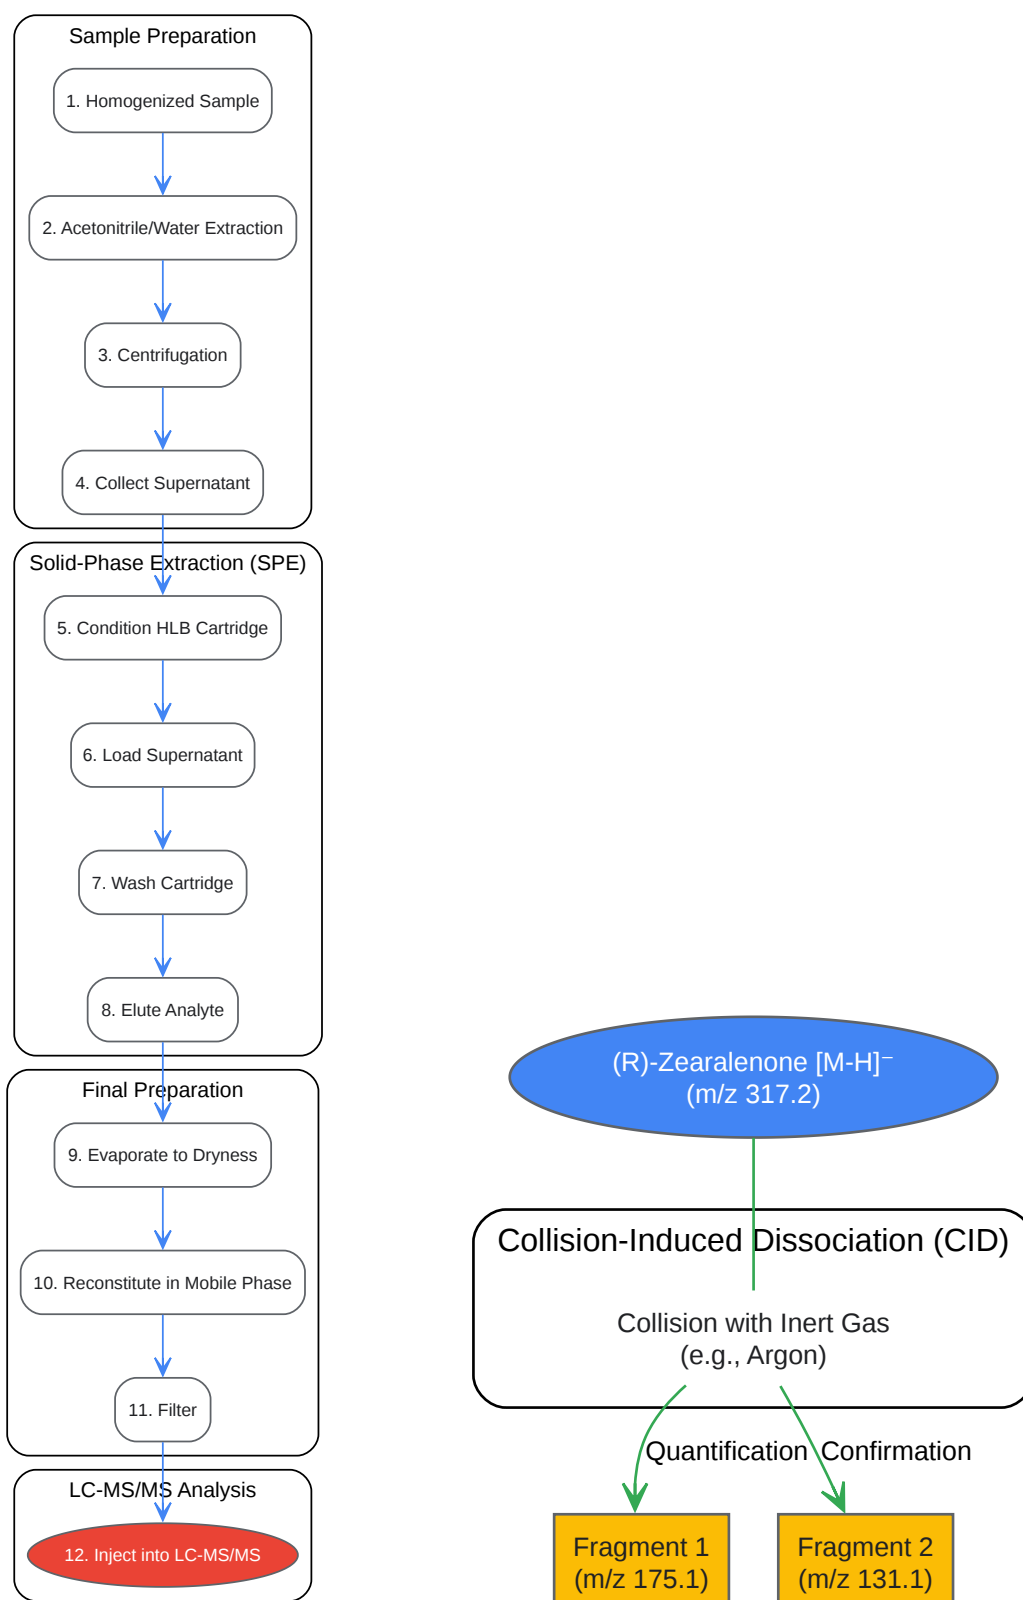 Sample Preparation
1. Homogenized Sample
2. Acetonitrile/Water Extraction
3. Centrifugation
4. Collect Supernatant
Solid-Phase Extraction (SPE)
5. Condition HLB Cartridge
6. Load Supernatant
7. Wash Cartridge
8. Elute Analyte
Final Preparation
9. Evaporate to Dryness
10. Reconstitute in Mobile Phase
11. Filter
LC-MS/MS Analysis
12. Inject into LC-MS/MS
(R)-Zearalenone [M-H]⁻
(m/z 317.2)
Collision-Induced Dissociation (CID)
Collision with Inert Gas
(e.g., Argon)
Quantification
Confirmation
Fragment 1
(m/z 175.1)
Fragment 2
(m/z 131.1)